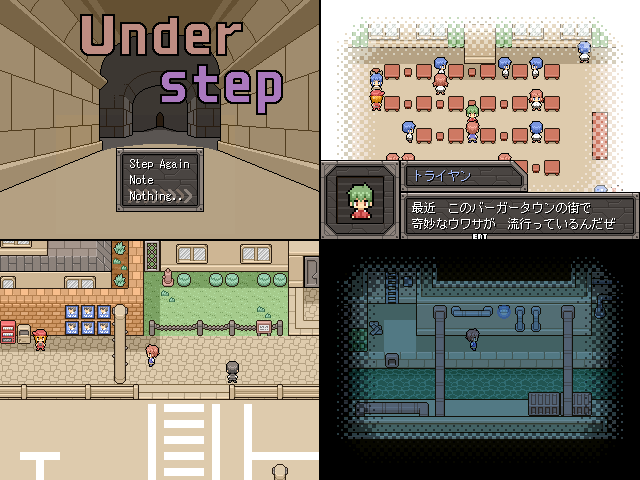 Under
step
Step Again
Note
Nothing..
トライヤン
最近　このバーガータウンの街で
奇妙なウワサが　流行っているんだぜ